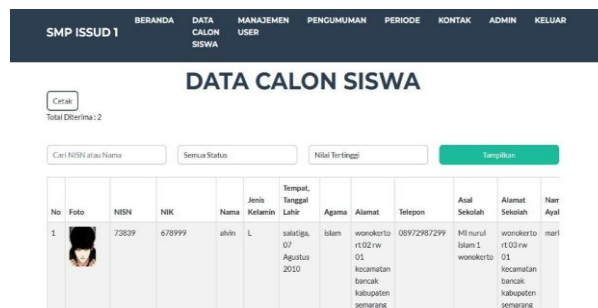 SMP ISSUD 1
BERANDA
DATA
CALON
SISWA
MANAJEMEN
USER
PENGUMUMAN
PERIODE
KONTAK
ADMIN
KELUAR
DATA CALON SISWA
Cetak
Total Diterima : 2
Cari NISN atau Nama
Semua Status
Nilai Tertinggi
Tampilkan
No
Foto
NISN
NIK
Nama
Jenis
Kelamin
Tempat,
Tanggal
Lahir
Agama
Alamat
Telepon
Asal
Sekolah
Alamat
Sekolah
Nam
Ayal
1
73839
678999
alvin
L
salatiga,
07
Agustus
2010
islam
wonokerto
rt 02 rw
01
kecamatan
bancak
kabupaten
semarang
08972987299
MI nurul
islam 1
wonokerto
wonokerto
rt 03 rw
01
kecamatan
bancak
kabupaten
semarang